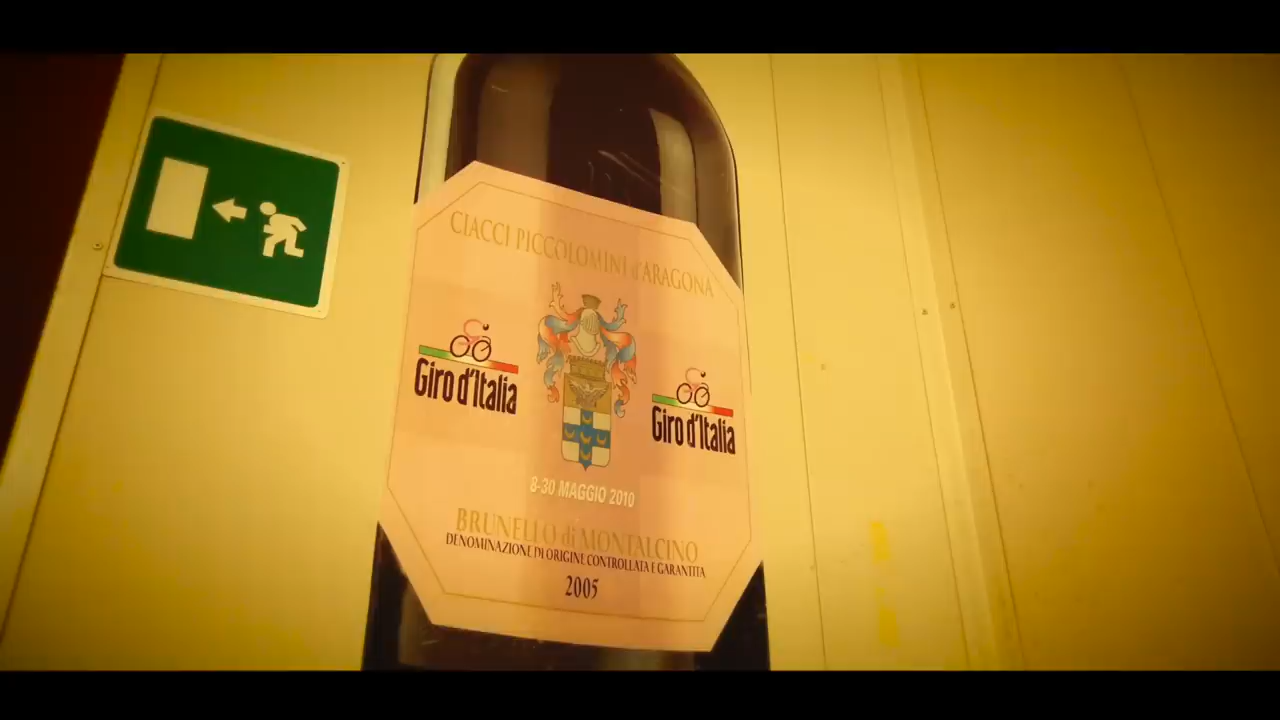 CIACCI PICCOLOMINI d'ARAGONA
Giro d'Italia
Giro d'Italia
8-30 MAGGIO 2010
BRUNELLO di MONTALCINO
DENOMINAZIONE DI ORIGINE CONTROLLATA E GARANTITA
2005